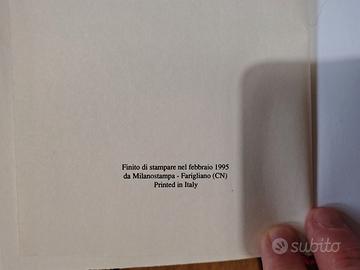 Finito di stampare nel febbraio 1995
da Milanostampa - Farigliano (CN)
Printed in Italy
subito